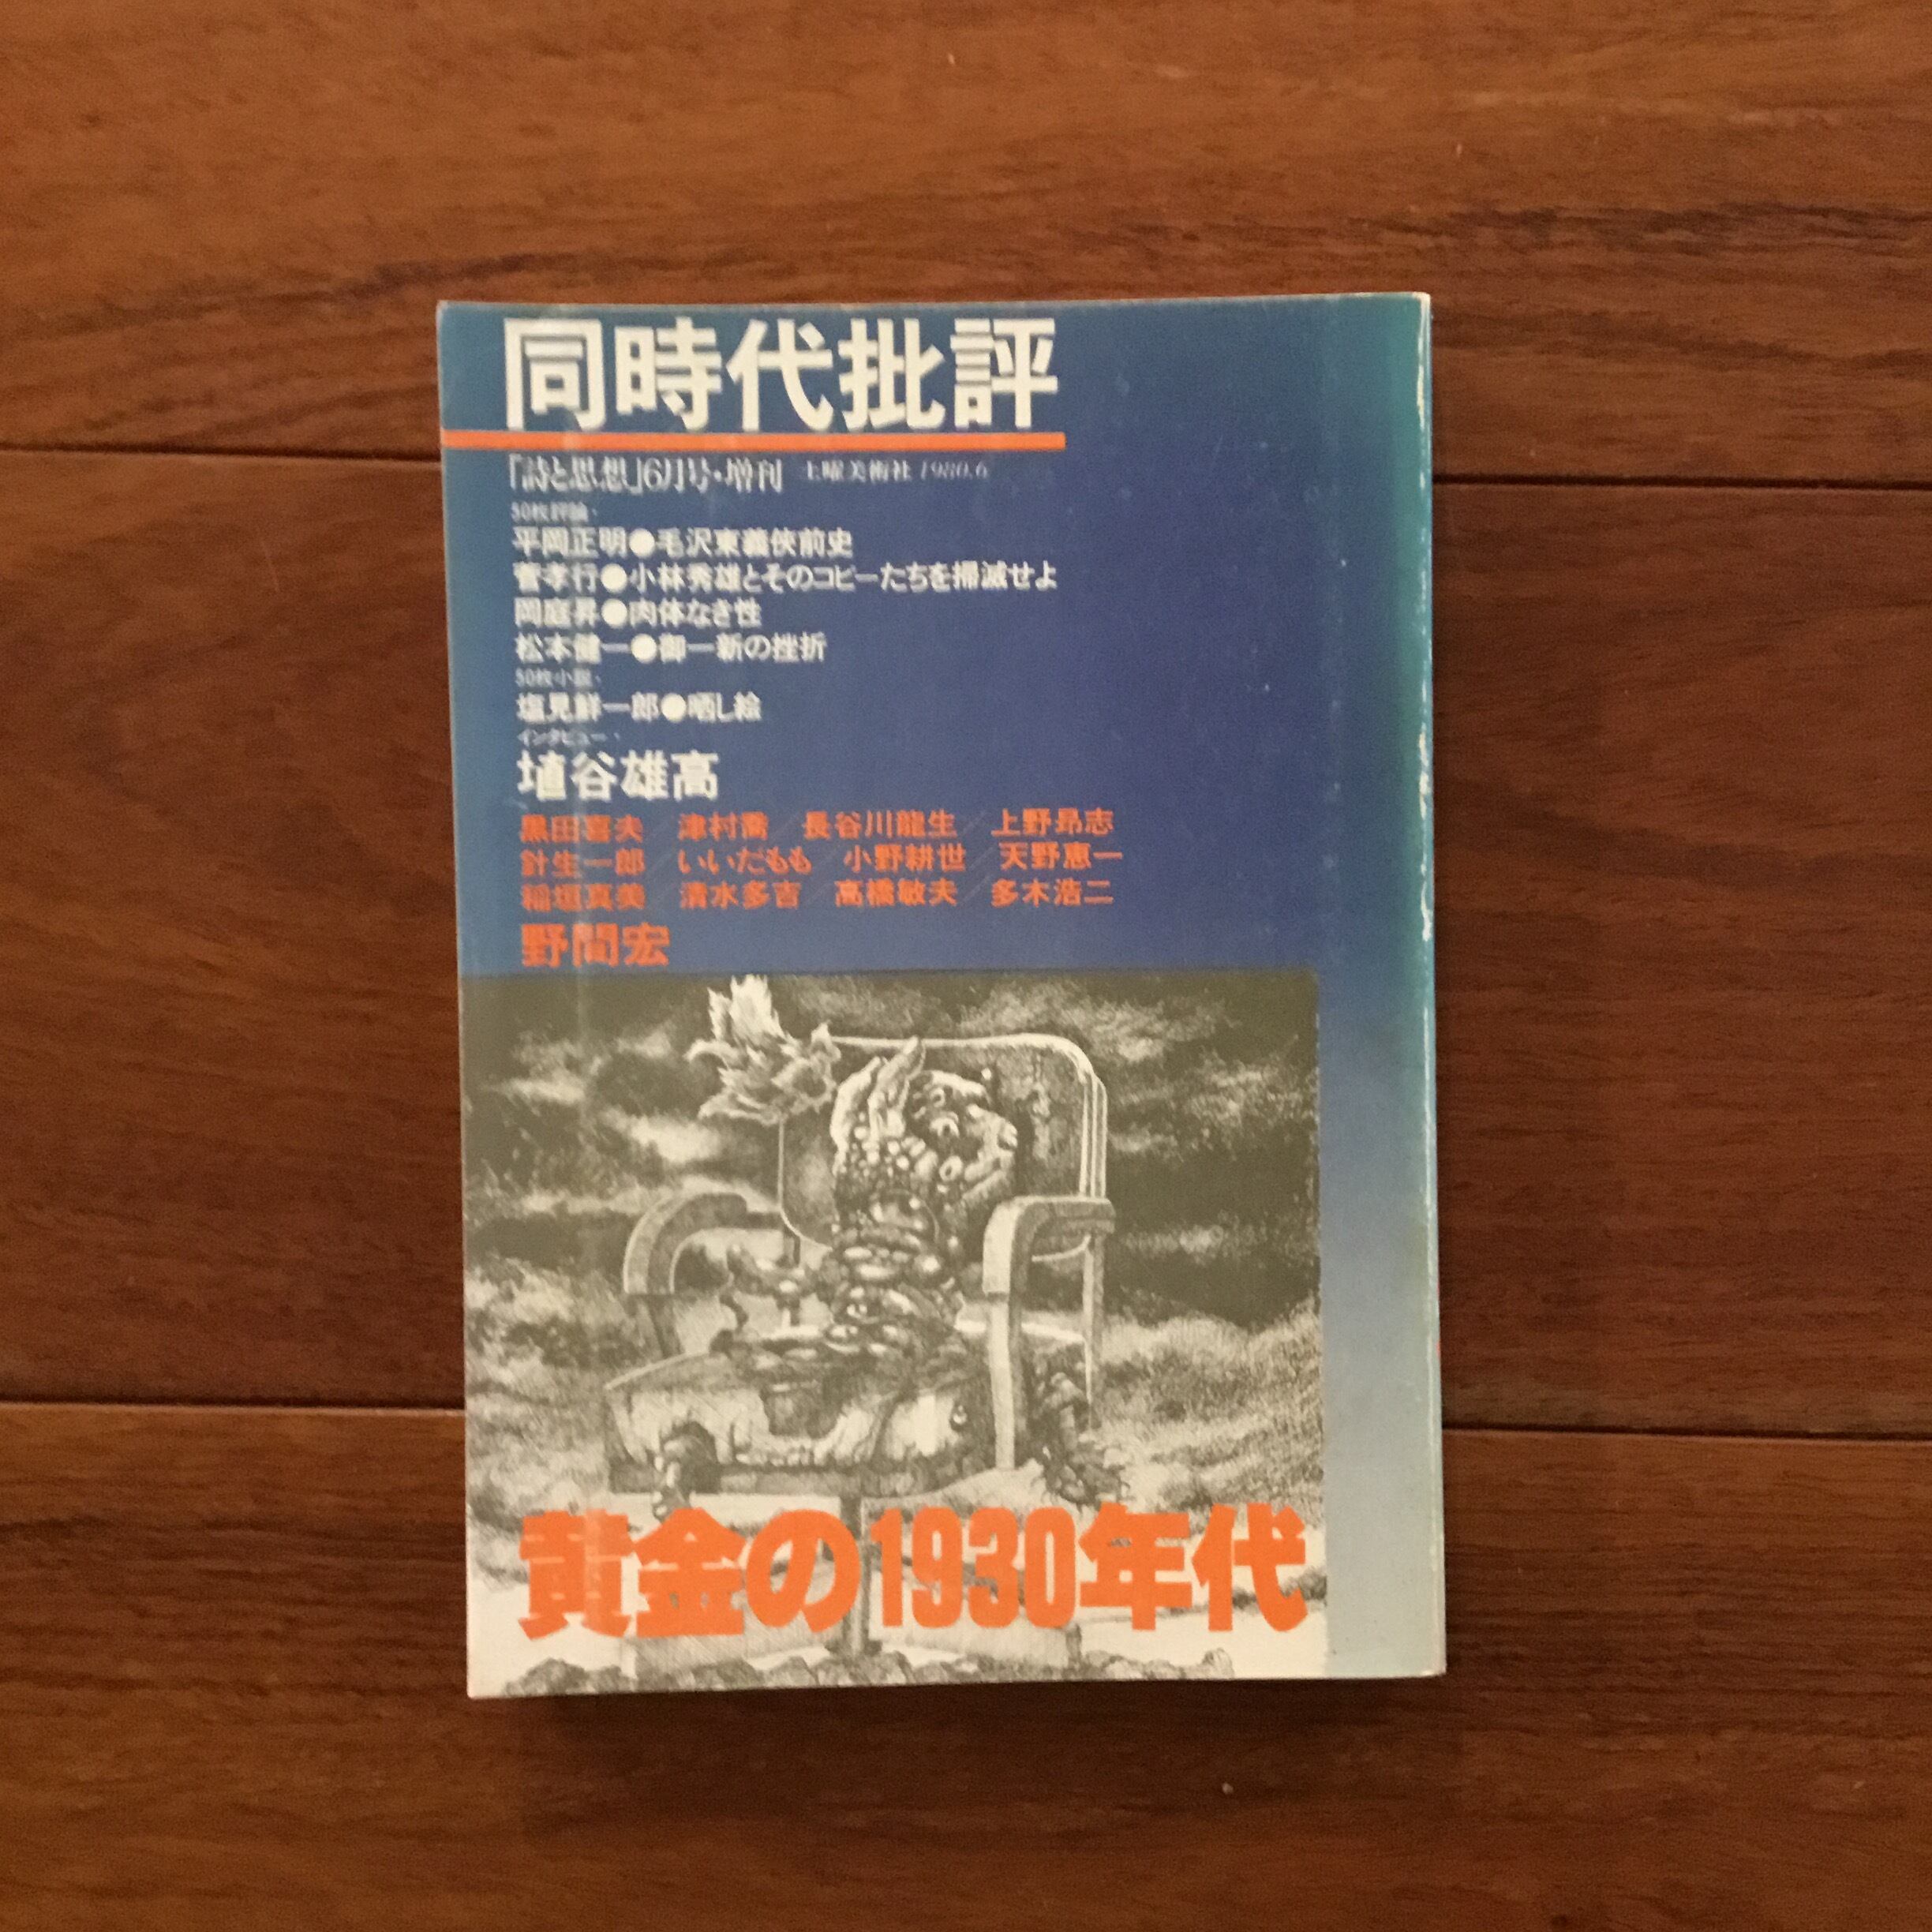 同時代批評
「詩と思想」6月号・増刊 土曜美術社 1980.6
50枚評論・
平岡正明●毛沢東義侠前史
菅孝行●小林秀雄とそのコピーたちを掃滅せよ
岡庭昇●肉体なき性
松本健一●御一新の挫折
50枚小説・
塩見鮮一郎●晒し絵
インタビュー・
埴谷雄高
黒田喜夫／津村喬／長谷川龍生／上野昂志
針生一郎／いいだもも／小野耕世／天野恵一
稲垣真美／清水多吉／高橋敏夫／多木浩二
野間宏
黄金の1930年代